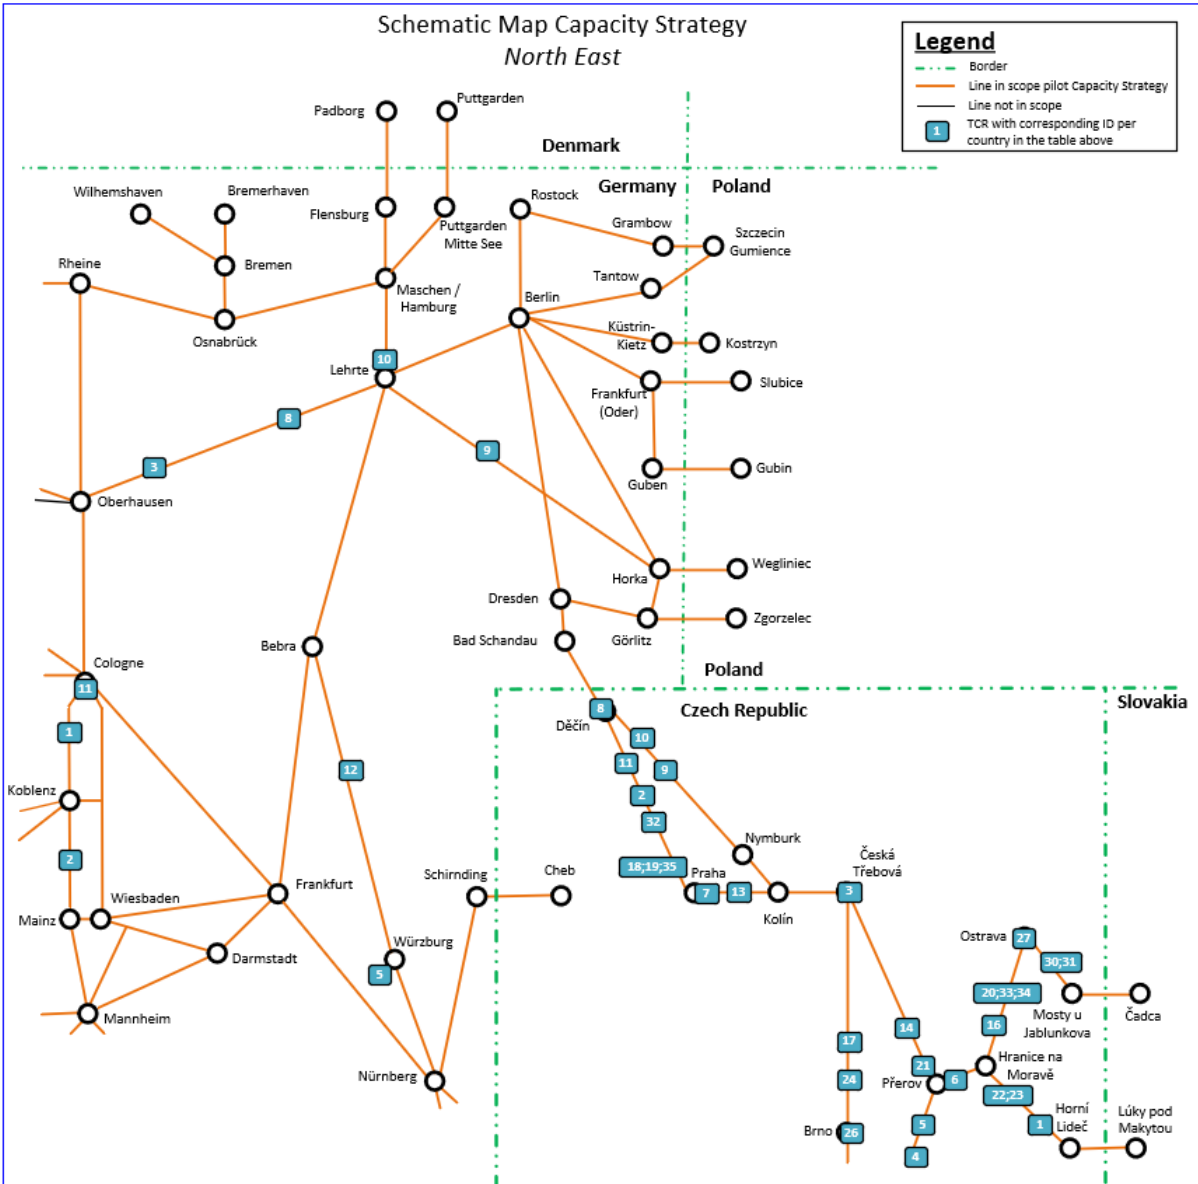 Schematic Map Capacity Strategy
North East
Legend
Border
Line in scope pilot Capacity Strategy
Line not in scope
1
TCR with corresponding ID per
country in the table above
Padborg
Puttgarden
Denmark
Germany
Poland
Wilhemshaven
Bremerhaven
Flensburg
Puttgarden
Mitte See
Rostock
Grambow
Szczecin
Gumience
Rheine
Bremen
Maschen /
Hamburg
Tantow
Berlin
Osnabrück
Küstrin-
Kietz
Kostrzyn
10
Lehrte
Frankfurt
(Oder)
Slubice
8
3
9
Guben
Gubin
Oberhausen
Horka
Wegliniec
Dresden
Görlitz
Zgorzelec
Bad Schandau
Bebra
Cologne
11
Poland
Czech Republic
Slovakia
8
Děčín
1
10
11
9
12
2
Koblenz
32
2
Nymburk
18;19;35
Praha
7
13
Kolín
Česká
Třebová
3
Schirnding
Cheb
Frankfurt
Wiesbaden
Mainz
Darmstadt
Würzburg
5
Mannheim
Nürnberg
Ostrava
27
30;31
20;33;34
Mosty u
Jablunkova
Čadca
14
16
17
21
Hranice na
Moravě
24
Přerov
6
22;23
5
1
Horní
Lideč
Lúky pod
Makytou
Brno
26
4